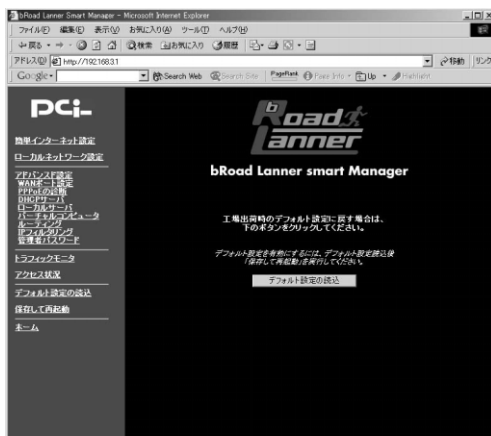 bRoad Lanner Smart Manager - Microsoft Internet Explorer
ファイル(F) 編集(E) 表示(V) お気に入り(A) ツール(T) ヘルプ(H)
戻る 検索 お気に入り 履歴
アドレス(D) http://192.168.3.1 移動 リンク
Google Search Web Search Site PageRank Page Info Up Highlight
PCi
bRoad
Lanner
bRoad Lanner smart Manager
簡単インターネット設定
ローカルネットワーク設定
アドバンスド設定
WANポート設定
PPPoEの診断
DHCPサーバ
ローカルサーバ
バーチャルコンピュータ
ルーティング
IPフィルタリング
管理者パスワード
トラフィックモニタ
アクセス状況
デフォルト設定の読込
保存して再起動
ホーム
工場出荷時のデフォルト設定に戻す場合は、
下のボタンをクリックしてください。
デフォルト設定を有効にするには、デフォルト設定読込後
「保存して再起動」を実行してください。
デフォルト設定の読込